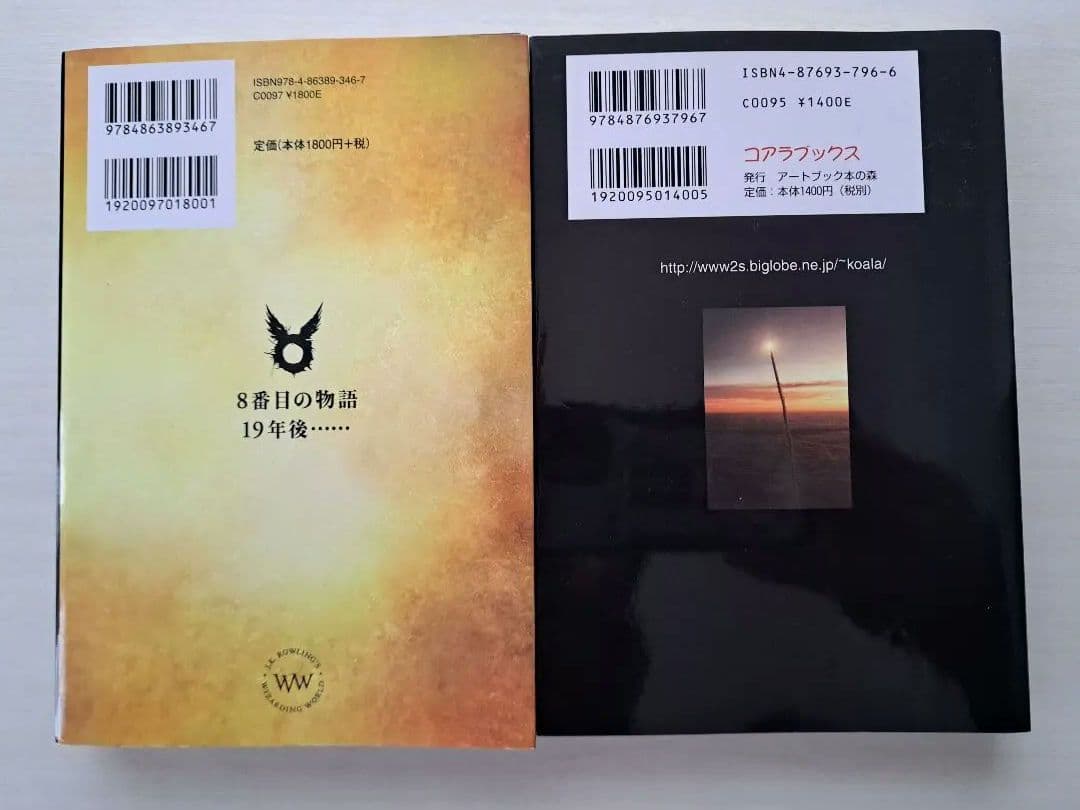 9784863893467
1920097018001
ISBN978-4-86389-346-7
C0097 ¥1800E
定価(本体1800円+税)
8番目の物語
19年後……
J.K. ROWLING'S
WW
WIZARDING WORLD
9784876937967
1920095014005
ISBN4-87693-796-6
C0095 ¥1400E
コアラブックス
発行 アートブック本の森
定価：本体1400円（税別）
http://www2s.biglobe.ne.jp/~koala/